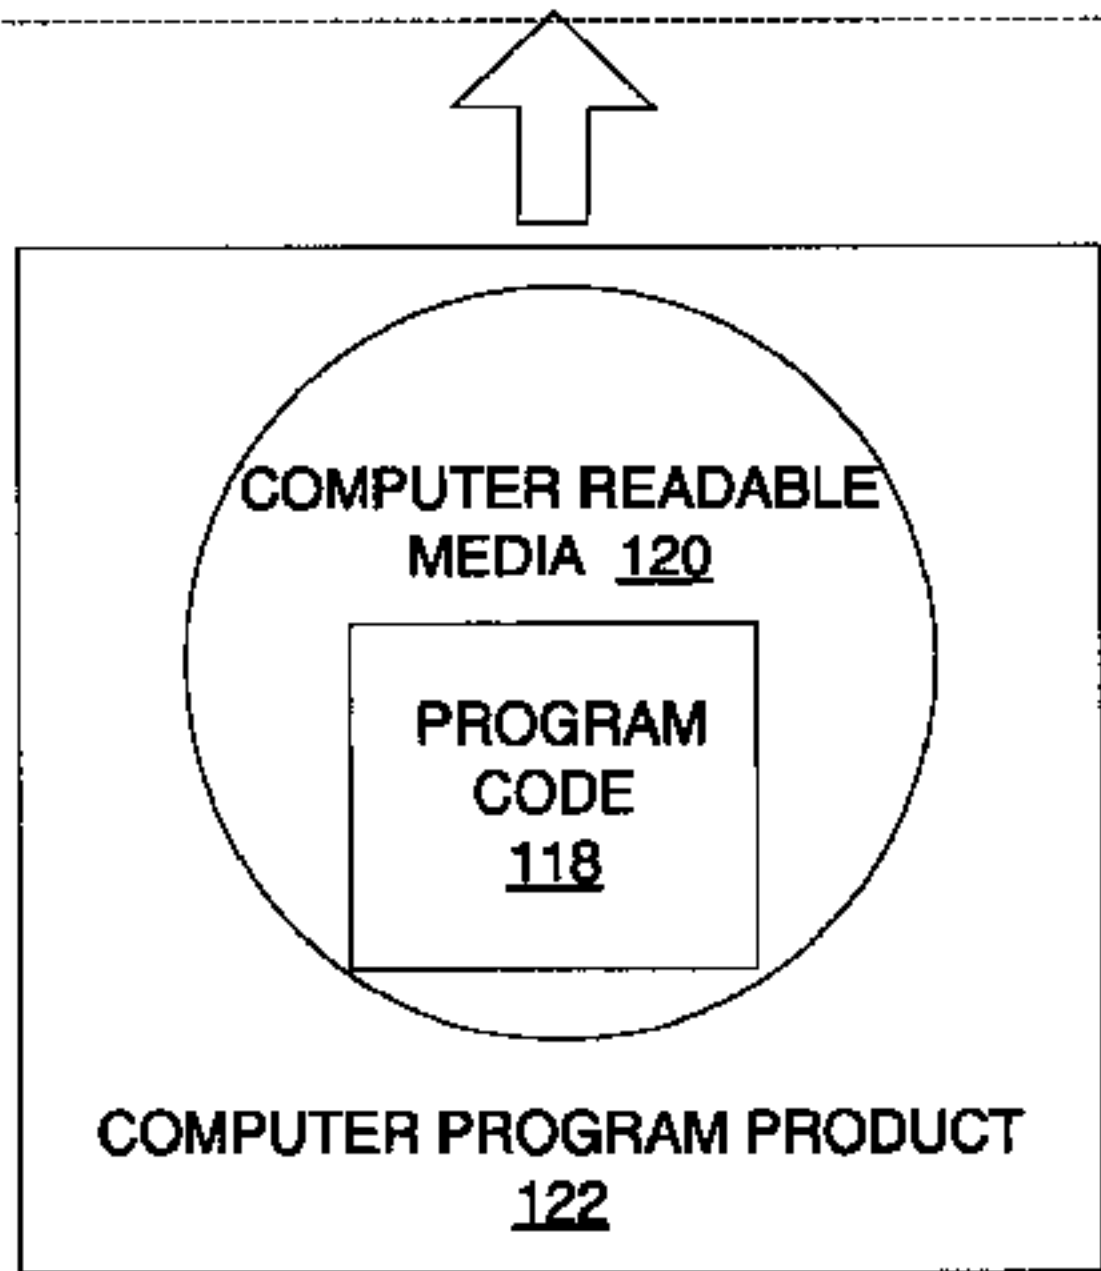 COMPUTER READABLE
MEDIA 120
PROGRAM
CODE
118
COMPUTER PROGRAM PRODUCT
122